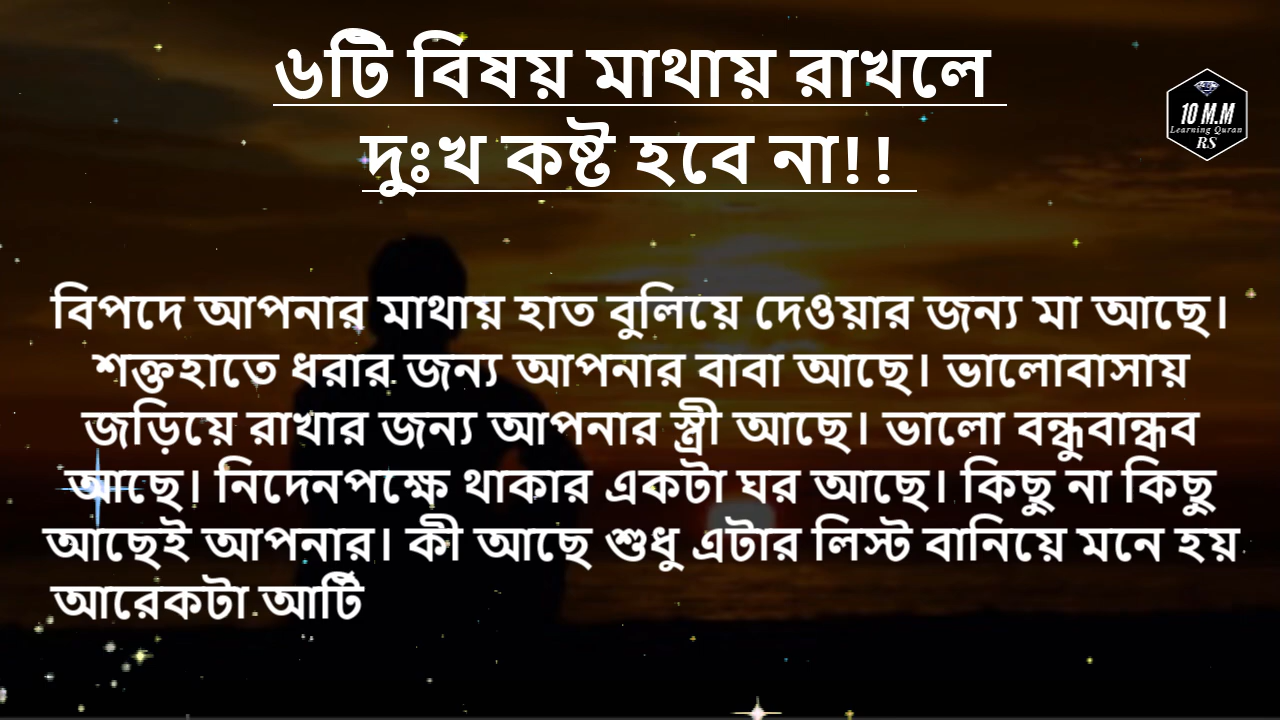 ৬টি বিষয় মাথায় রাখলে
দুঃখ কষ্ট হবে না!!
10 M.M
Learning Quran
RS
বিপদে আপনার মাথায় হাত বুলিয়ে দেওয়ার জন্য মা আছে।
শক্তহাতে ধরার জন্য আপনার বাবা আছে। ভালোবাসায়
জড়িয়ে রাখার জন্য আপনার স্ত্রী আছে। ভালো বন্ধুবান্ধব
আছে। নিদেনপক্ষে থাকার একটা ঘর আছে। কিছু না কিছু
আছেই আপনার। কী আছে শুধু এটার লিস্ট বানিয়ে মনে হয়
আরেকটা আর্টি